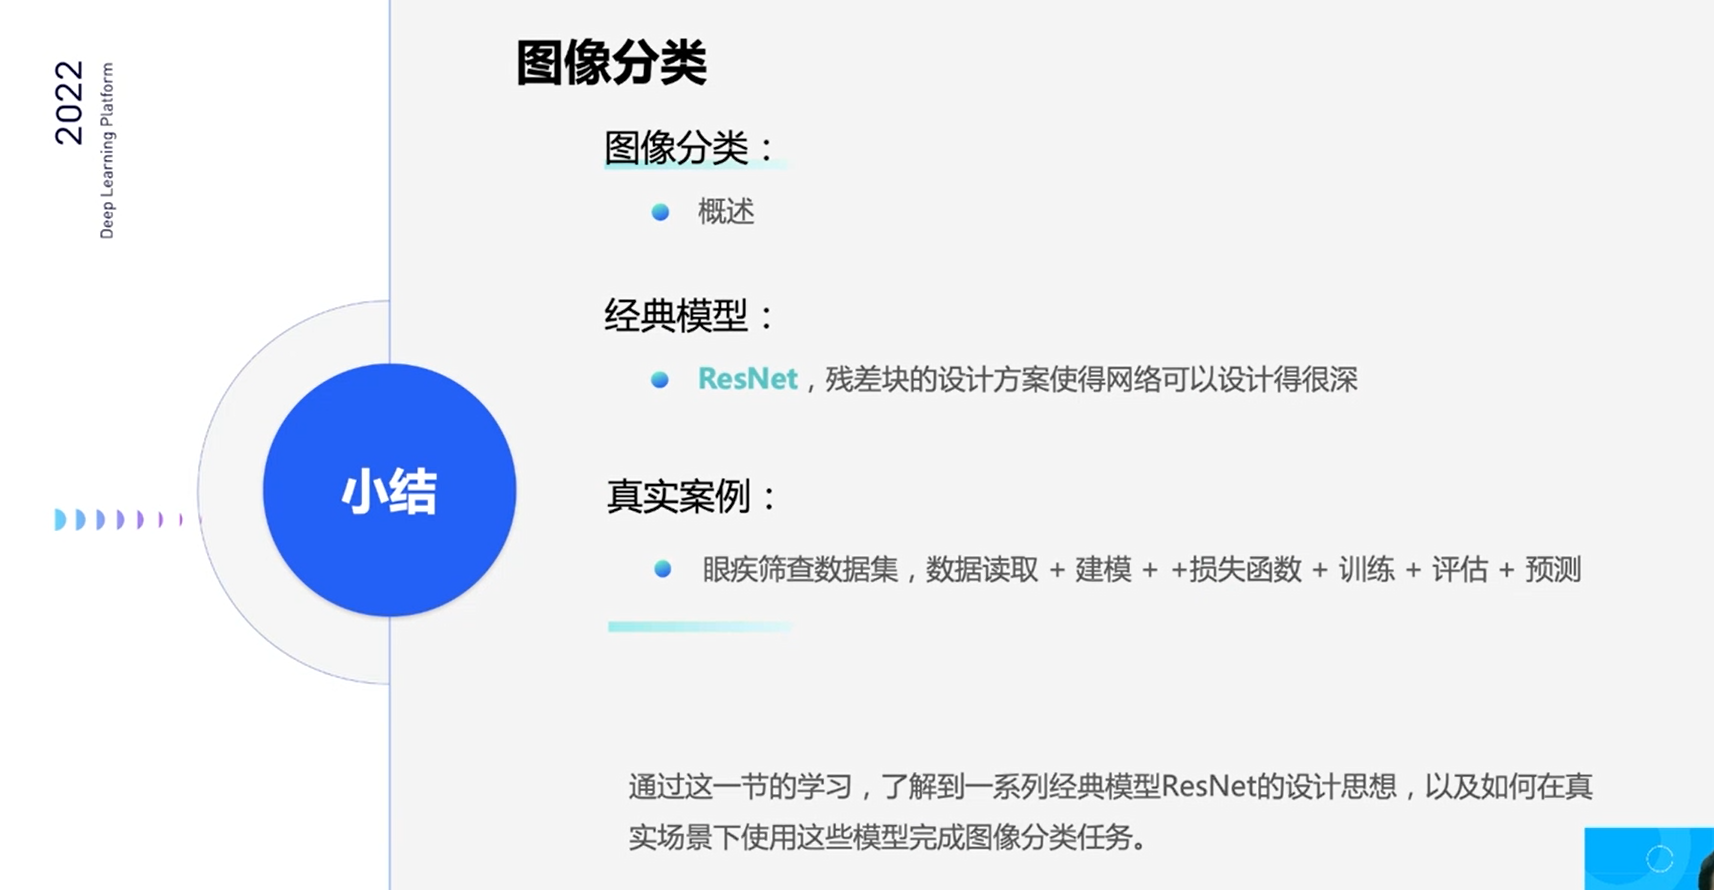 2022
Deep Learning Platform
图像分类
图像分类：
概述
经典模型：
ResNet，残差块的设计方案使得网络可以设计得很深
小结
真实案例：
眼疾筛查数据集，数据读取 + 建模 + +损失函数 + 训练 + 评估 + 预测
通过这一节的学习，了解到一系列经典模型ResNet的设计思想，以及如何在真
实场景下使用这些模型完成图像分类任务。